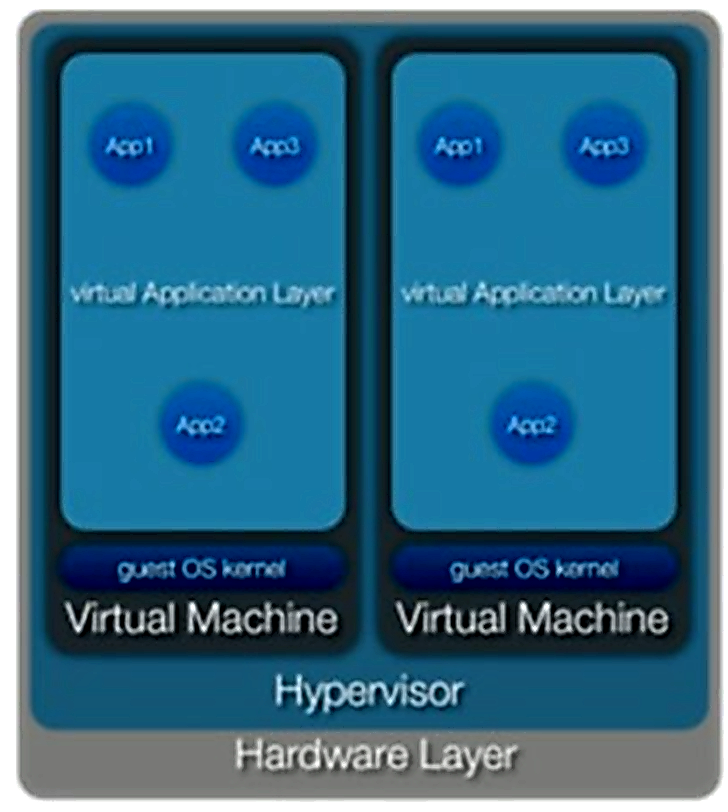 App1 App3 App1 App3
virtual Application Layer virtual Application Layer
App2 App2
guest OS kernel guest OS kernel
Virtual Machine Virtual Machine
Hypervisor
Hardware Layer